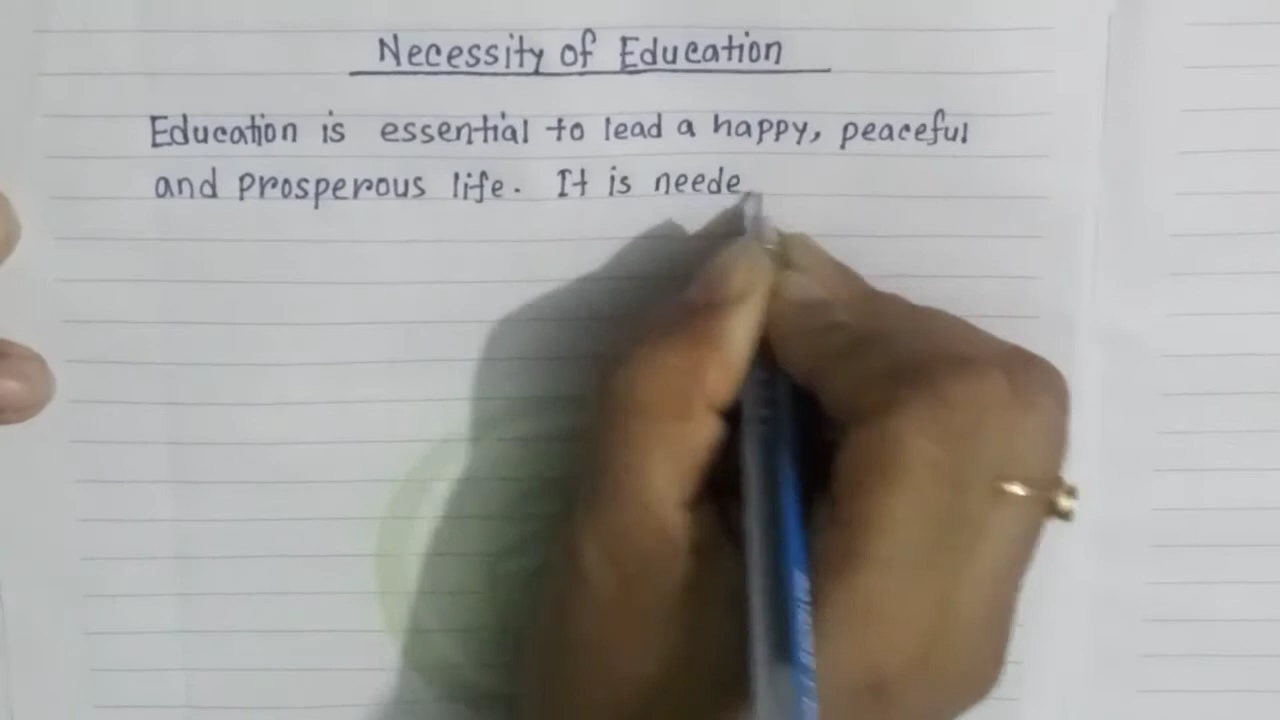 Necessity of Education
Education is essential to lead a happy, peaceful
and prosperous life. It is neede